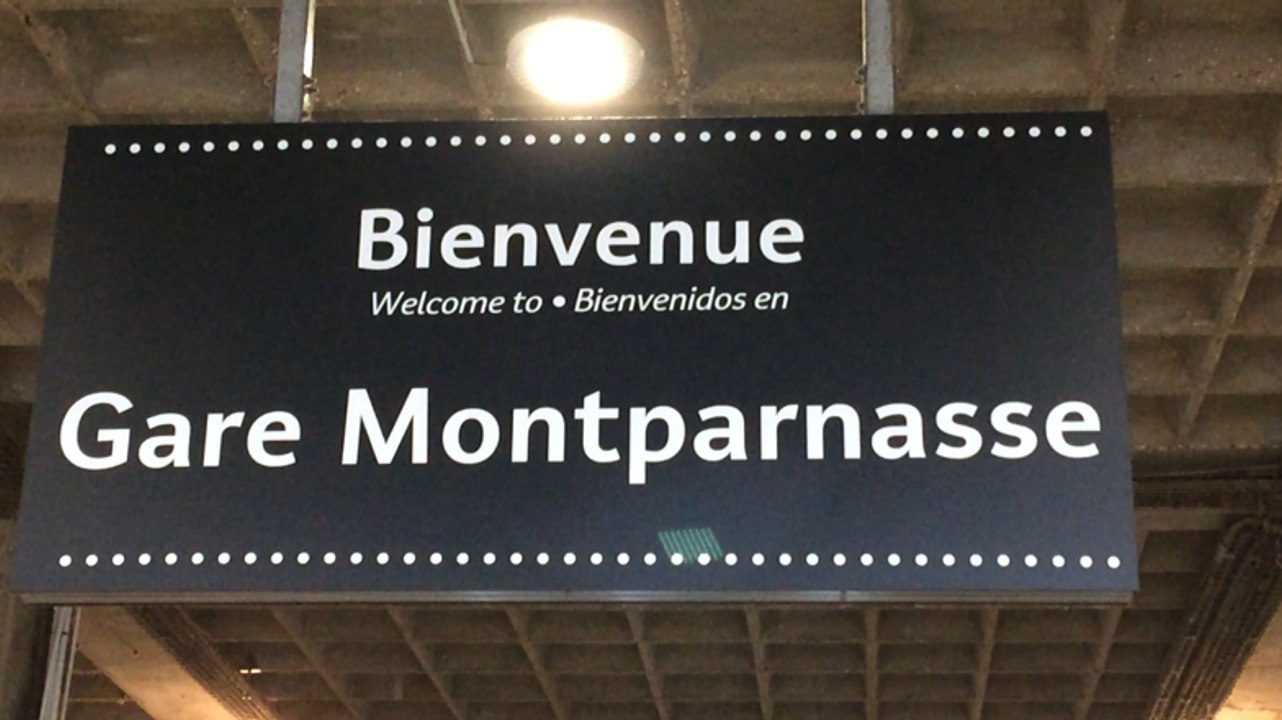 Bienvenue
Welcome to • Bienvenidos en
Gare Montparnasse